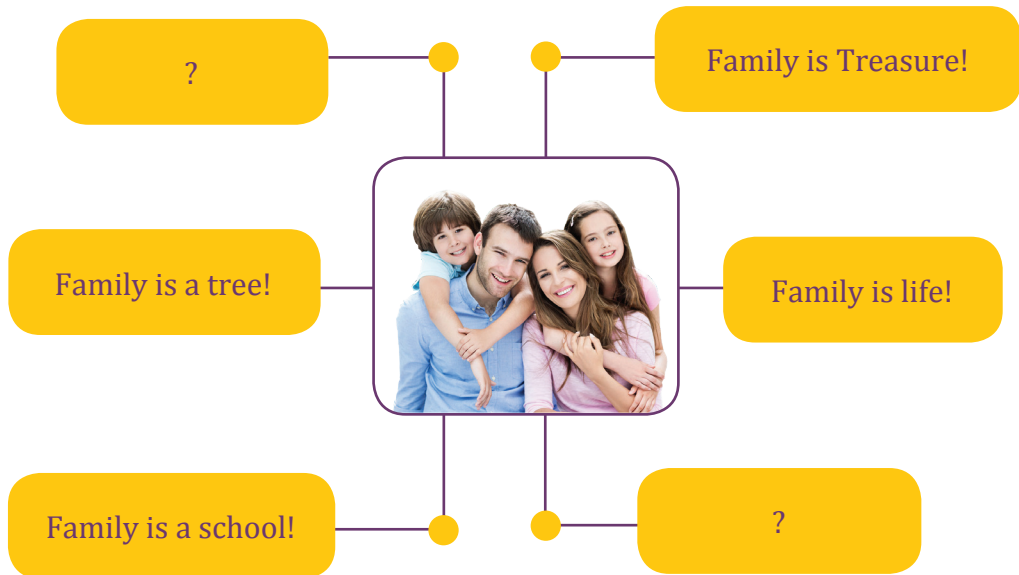 ?
Family is Treasure!
Family is a tree!
Family is life!
Family is a school!
?